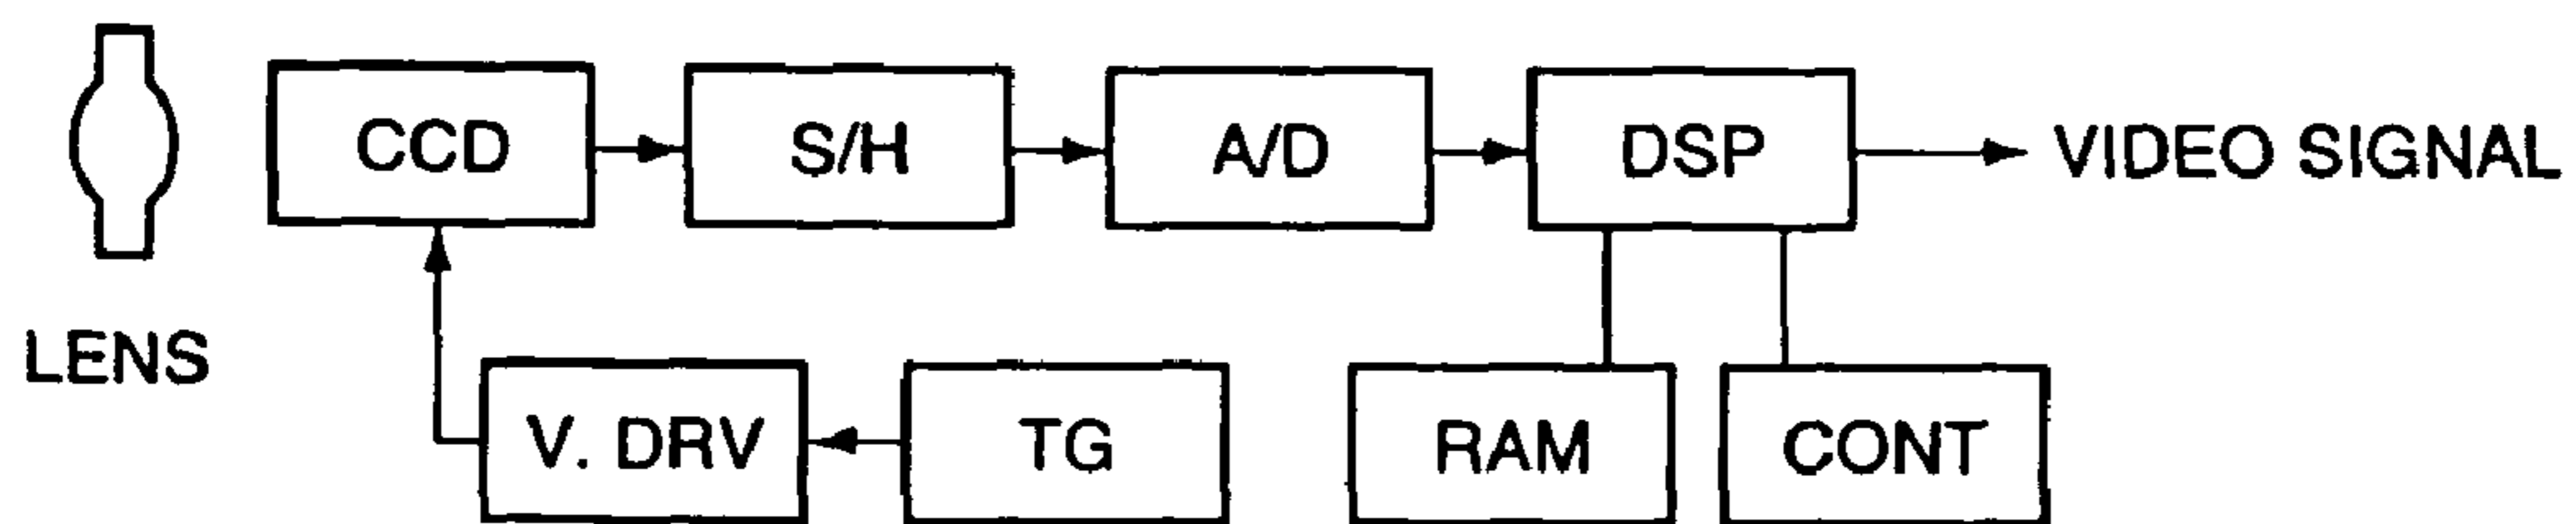 CCD
S/H
A/D
DSP
VIDEO SIGNAL
LENS
V. DRV
TG
RAM
CONT